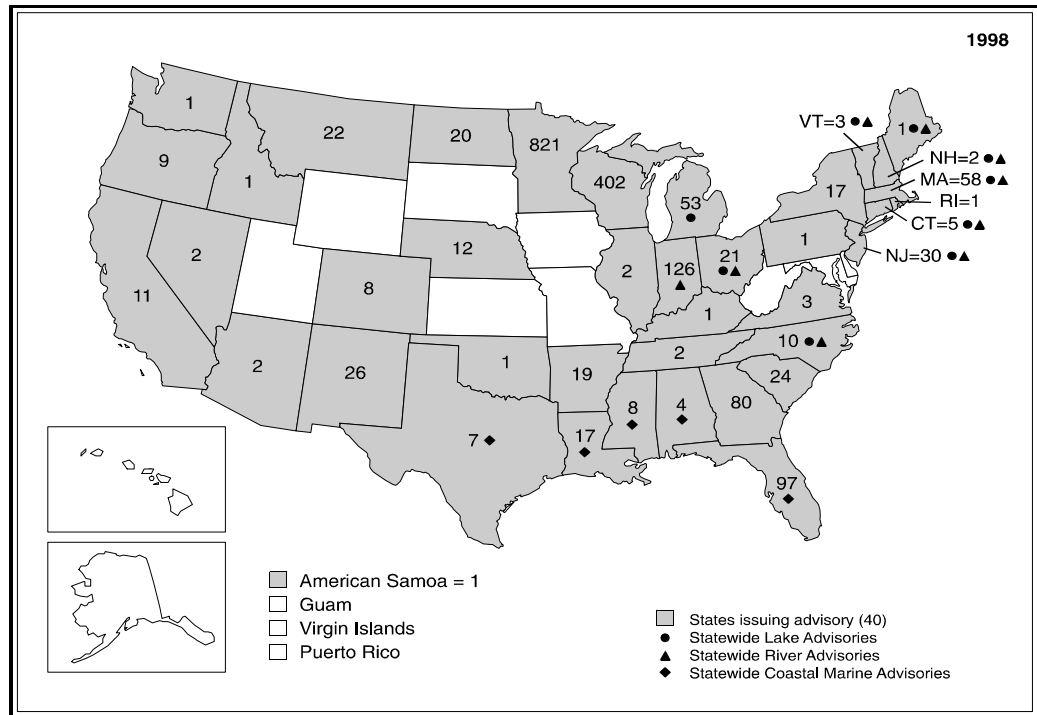 1998
VT=3
1
1
22
20
821
NH=2
9
1
402
53
17
MA=58
RI=1
CT=5
NJ=30
2
12
2
126
21
1
11
8
1
3
2
26
1
19
2
10
24
7
17
8
4
80
97
American Samoa = 1
Guam
Virgin Islands
Puerto Rico
States issuing advisory (40)
Statewide Lake Advisories
Statewide River Advisories
Statewide Coastal Marine Advisories